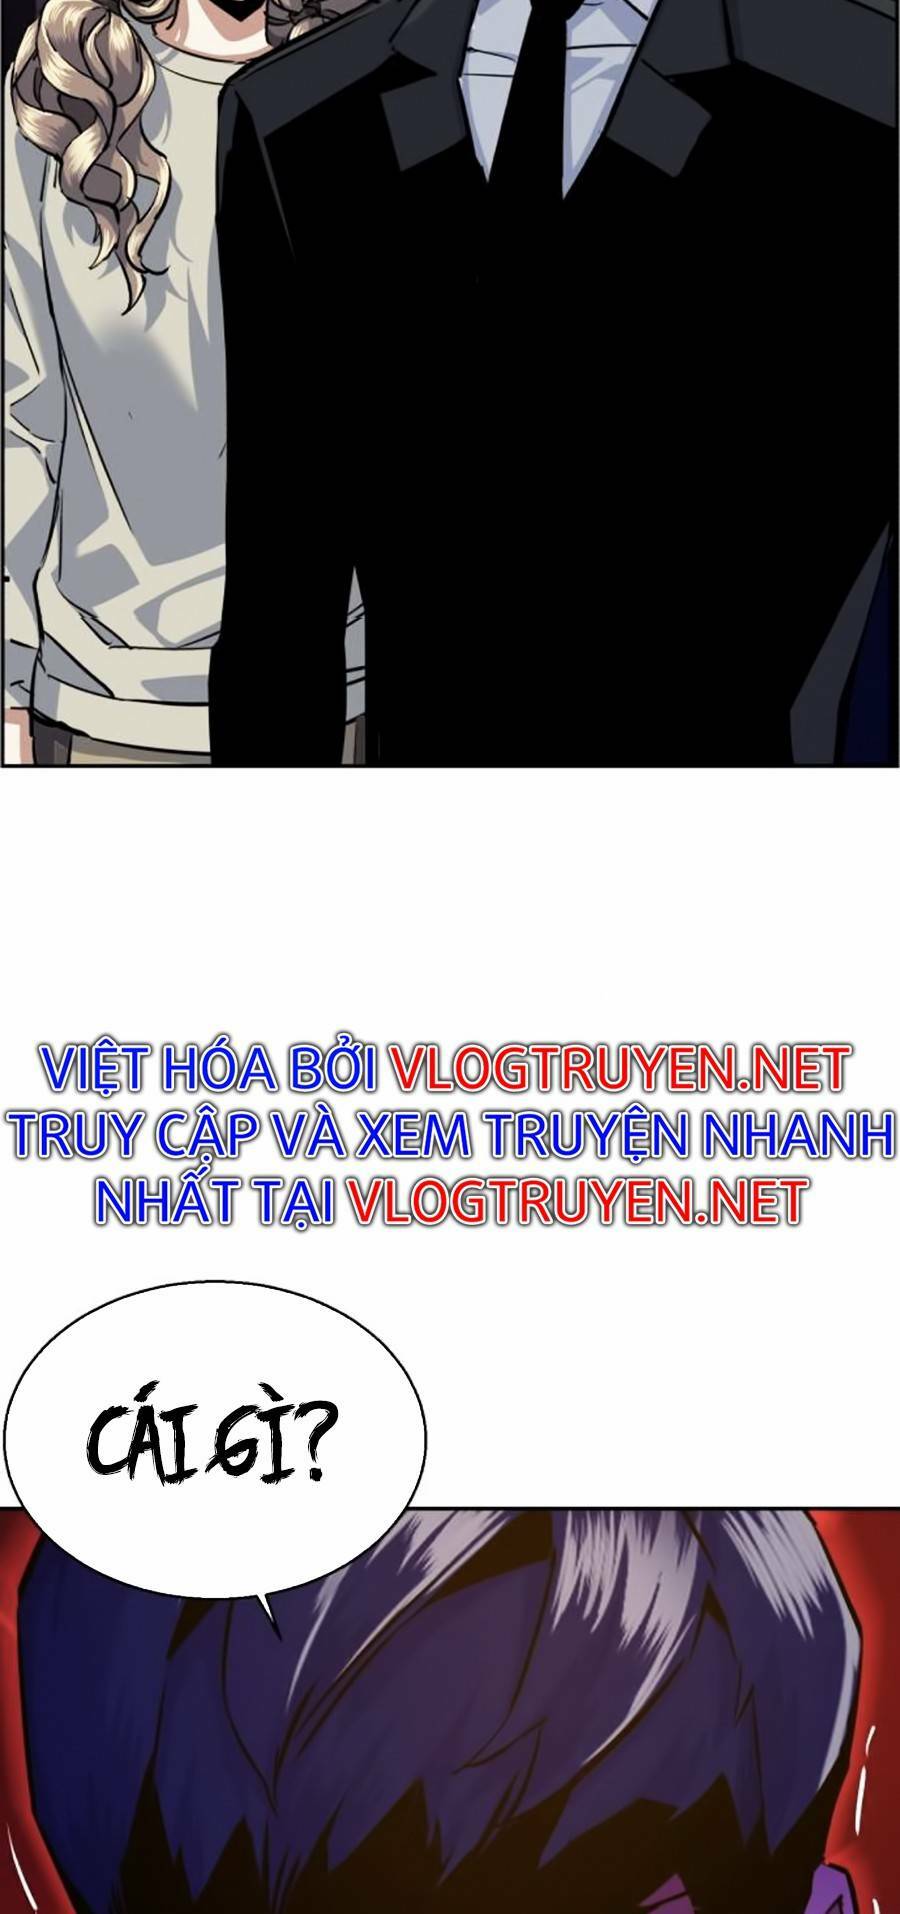 VIỆT HÓA BỞI VLOGTRUYEN.NET
TRUY CẬP VÀ XEM TRUYỆN NHANH
NHẤT TẠI VLOGTRUYEN.NET
CÁI GÌ?